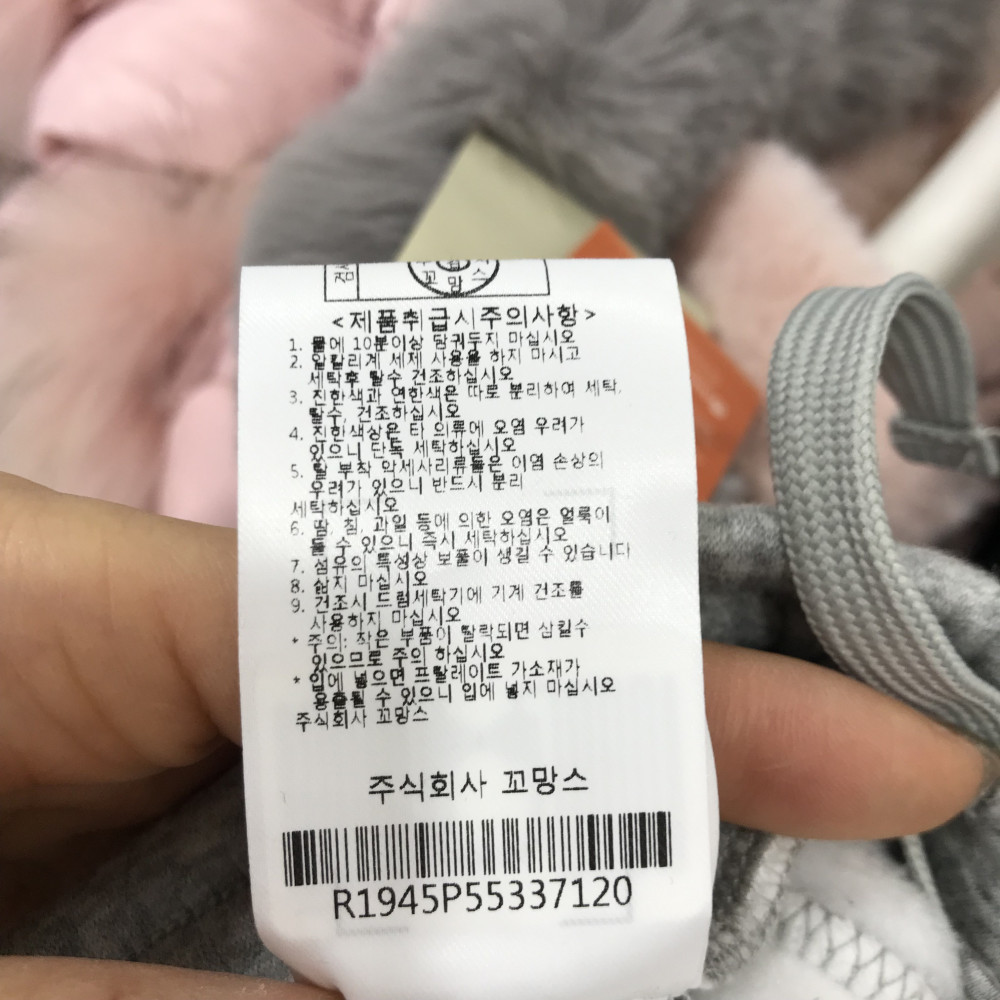 꼬망스
<제품취급시주의사항>
1. 물에 10분이상 담궈두지 마십시오
2. 알칼리계 세제 사용을 하지 마시고
세탁후 탈수 건조하십시오
3. 진한색과 연한색은 따로 분리하여 세탁,
탈수, 건조하십시오
4. 진한색상은 타 의류에 오염 우려가
있으니 단독 세탁하십시오
5. 탈 부착 악세사리류들은 이염 손상의
우려가 있으니 반드시 분리
세탁하십시오
6. 땀, 침, 과일 등에 의한 오염은 얼룩이
될 수 있으니 즉시 세탁하십시오
7. 섬유의 특성상 보풀이 생길 수 있습니다
8. 삶지 마십시오
9. 건조시 드럼세탁기에 기계 건조를
사용하지 마십시오
* 주의: 작은 부품이 탈락되면 삼킬수
있으므로 주의 하십시오
* 입에 넣으면 프탈레이트 가소재가
용출될 수 있으니 입에 넣지 마십시오
주식회사 꼬망스
주식회사 꼬망스
R1945P55337120